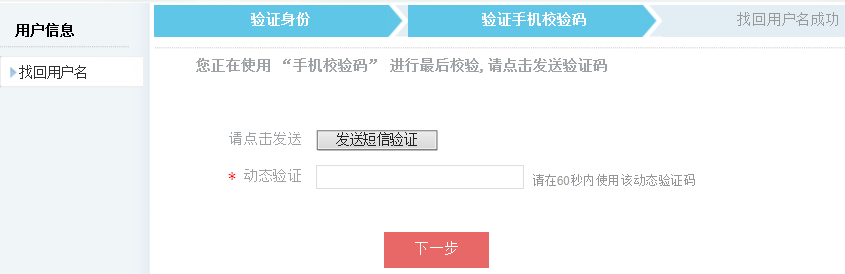 用户信息
找回用户名
验证身份
验证手机校验码
找回用户名成功
您正在使用 “手机校验码” 进行最后校验, 请点击发送验证码
请点击发送 发送短信验证
* 动态验证 请在60秒内使用该动态验证码
下一步